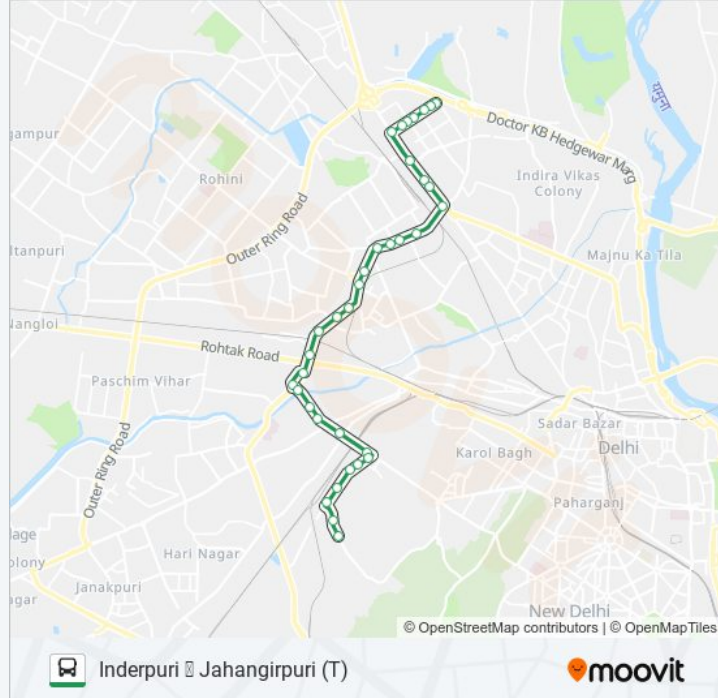 gampur
Rohini
Doctor KB Hedgewar Marg
Indira Vikas
Colony
Outer Ring Road
ltanpuri
Majnu Ka Tila
Nangloi
Rohtak Road
Paschim Vihar
Sadar Bazar
Delhi
Karol Bagh
Outer Ring Road
Paharganj
lage
olony
Hari Nagar
Janakpuri
agar
New Delhi
© OpenStreetMap contributors | © OpenMapTiles
Inderpuri Jahangirpuri (T)
moovit